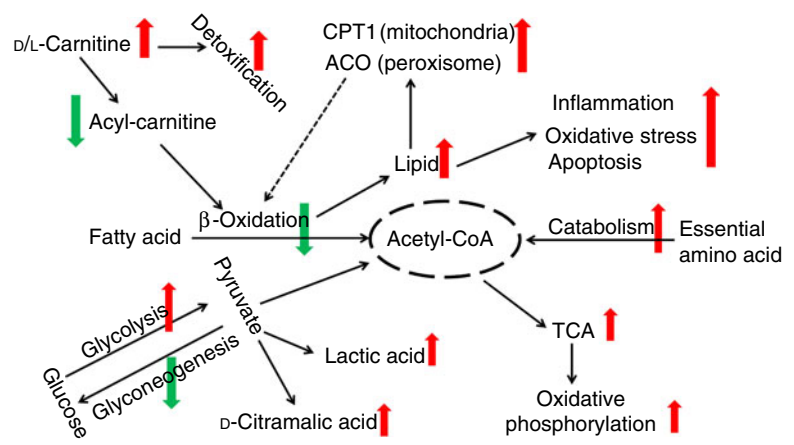 D/L-Carnitine
Detoxification
CPT1 (mitochondria)
ACO (peroxisome)
Acyl-carnitine
Inflammation
Oxidative stress
Apoptosis
Lipid
β-Oxidation
Fatty acid
Acetyl-CoA
Catabolism
Essential
amino acid
Pyruvate
Glycolysis
Glyconeogenesis
Glucose
Lactic acid
D-Citramalic acid
TCA
Oxidative
phosphorylation